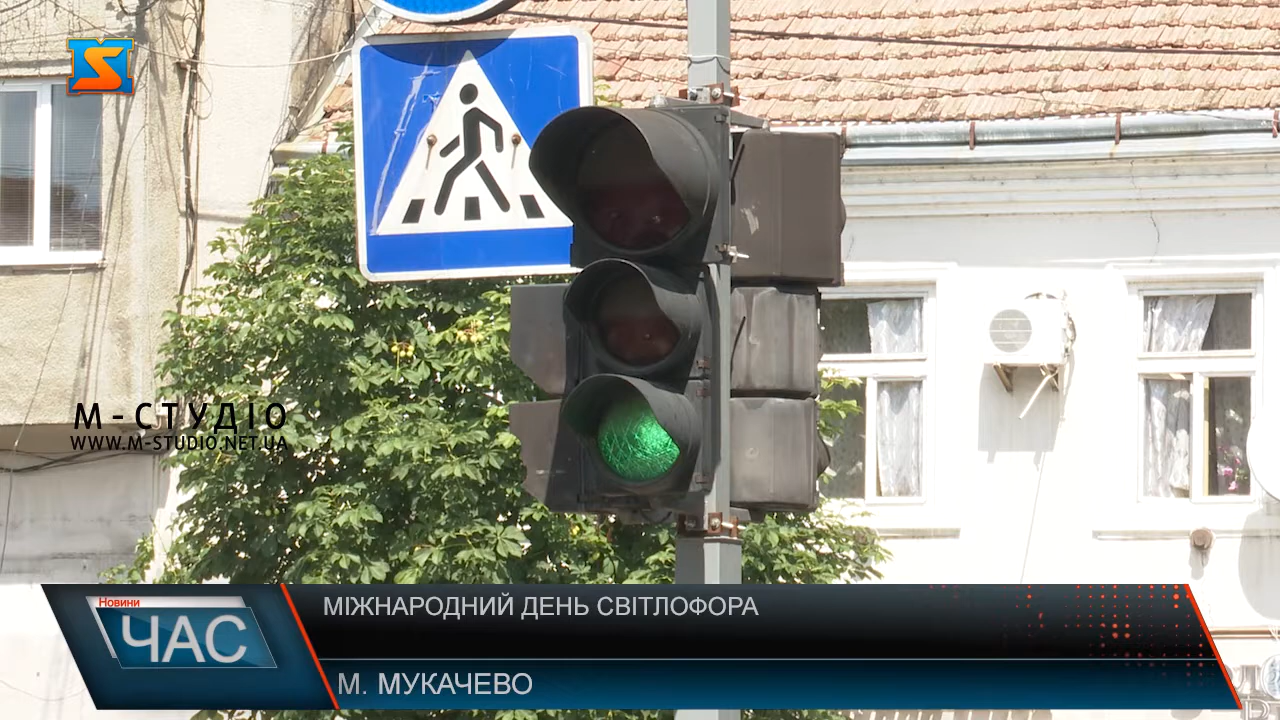 М-СТУДІО
WWW.M-STUDIO.NET.UA
Новини
ЧАС
МІЖНАРОДНИЙ ДЕНЬ СВІТЛОФОРА
М. МУКАЧЕВО